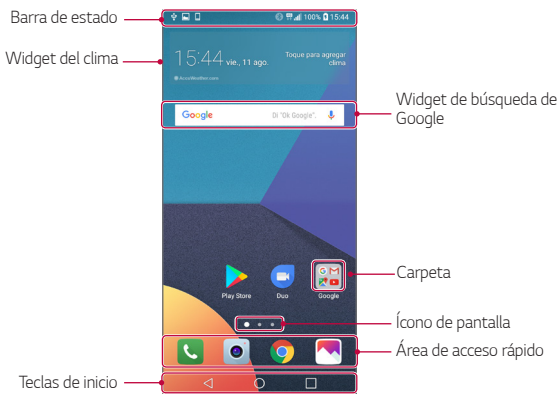 Barra de estado
100% 15:44
Widget del clima
15:44 vie., 11 ago.
Toque para agregar
clima
AccuWeather.com
Widget de búsqueda de
Google
Google
Di "Ok Google".
Carpeta
Play Store
Duo
Google
Ícono de pantalla
Área de acceso rápido
Teclas de inicio